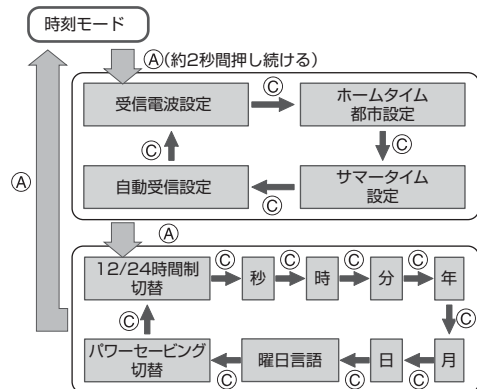 時刻モード
Ⓐ(約2秒間押し続ける)
受信電波設定
Ⓒ
ホームタイム
都市設定
Ⓒ
Ⓒ
自動受信設定
Ⓒ
サマータイム
設定
Ⓐ
Ⓐ
12/24時間制
切替
Ⓒ
秒
Ⓒ
時
Ⓒ
分
Ⓒ
年
Ⓒ
Ⓒ
パワーセービング
切替
Ⓒ
曜日言語
Ⓒ
日
Ⓒ
月